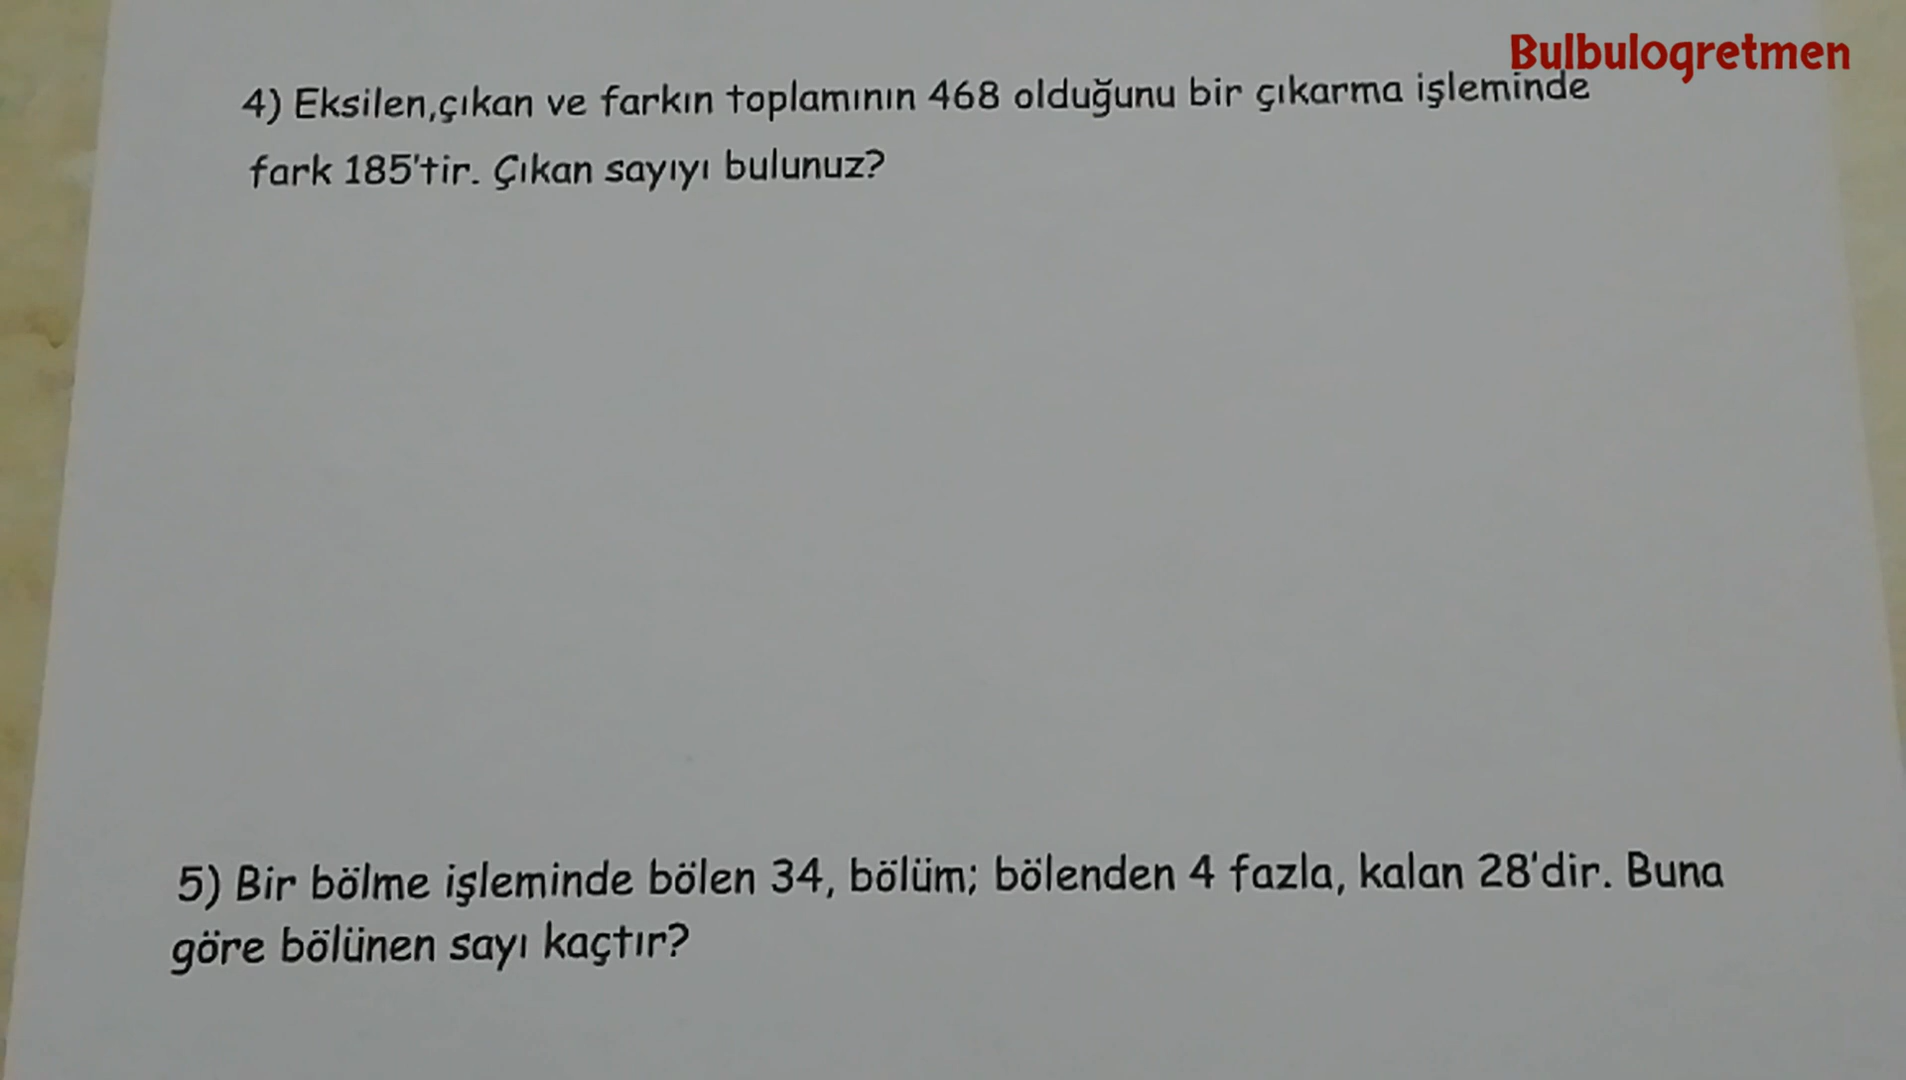 Bulbulogretmen
4) Eksilen,çıkan ve farkın toplamının 468 olduğunu bir çıkarma işleminde
fark 185'tir. Çıkan sayıyı bulunuz?
5) Bir bölme işleminde bölen 34, bölüm; bölenden 4 fazla, kalan 28'dir. Buna
göre bölünen sayı kaçtır?